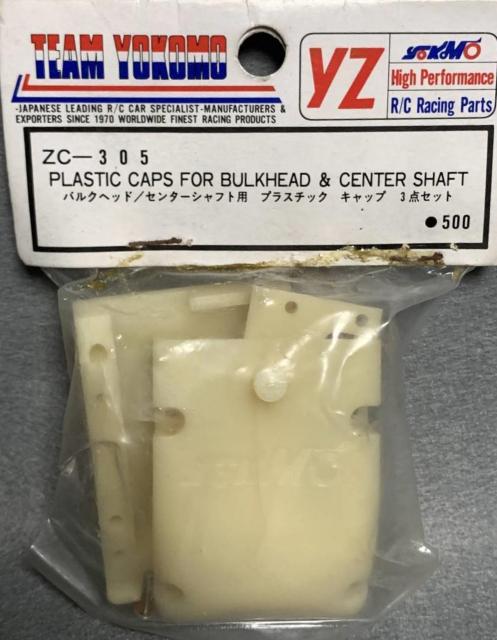 TEAM YOKOMO
-JAPANESE LEADING R/C CAR SPECIALIST-MANUFACTURERS &
EXPORTERS SINCE 1970 WORLDWIDE FINEST RACING PRODUCTS
YZ
YOKOMO
High Performance
R/C Racing Parts
ZC-305
PLASTIC CAPS FOR BULKHEAD & CENTER SHAFT
バルクヘッド/センターシャフト用 プラスチック キャップ 3点セット
●500
YOKOMO